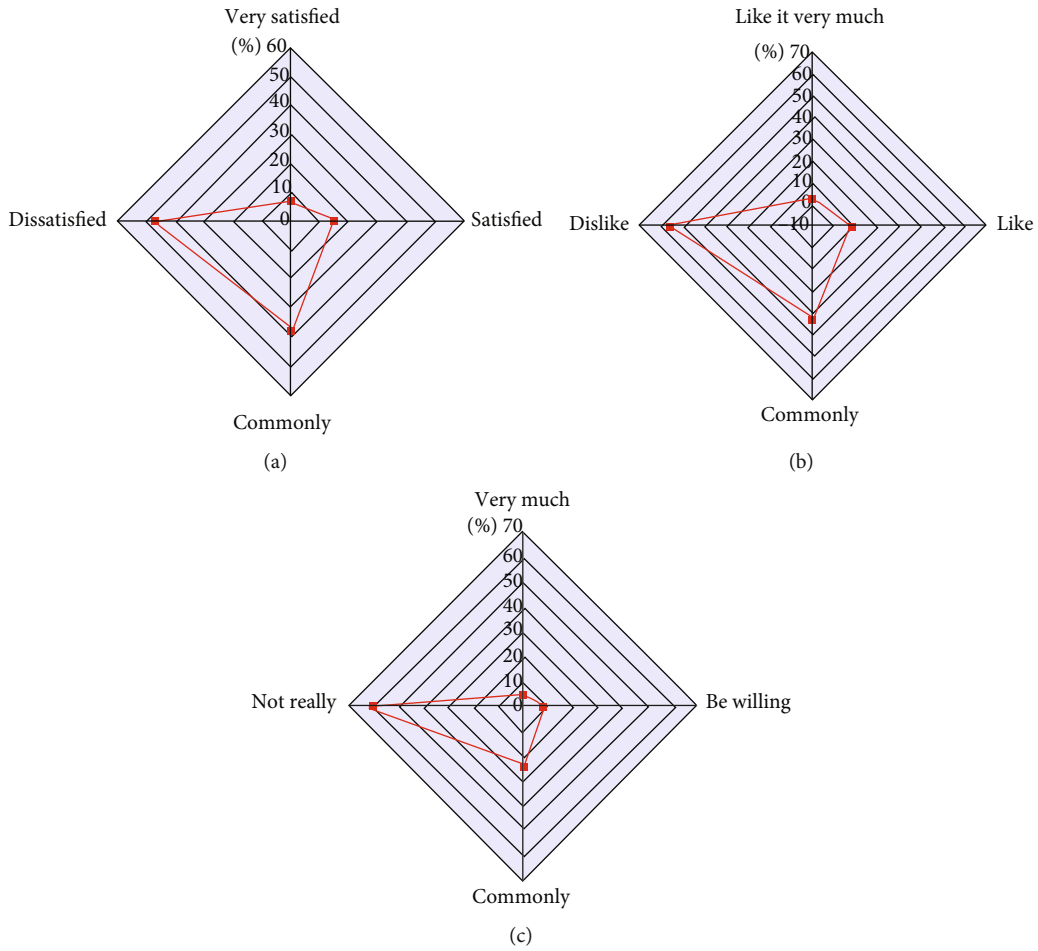 Very satisfied
(%) 60
50
40
30
20
10
0
Dissatisfied
Satisfied
Commonly
(a)
Like it very much
(%) 70
60
50
40
30
20
10
0
–10
Dislike
Like
Commonly
(b)
Very much
(%) 70
60
50
40
30
20
10
0
Not really
Be willing
Commonly
(c)